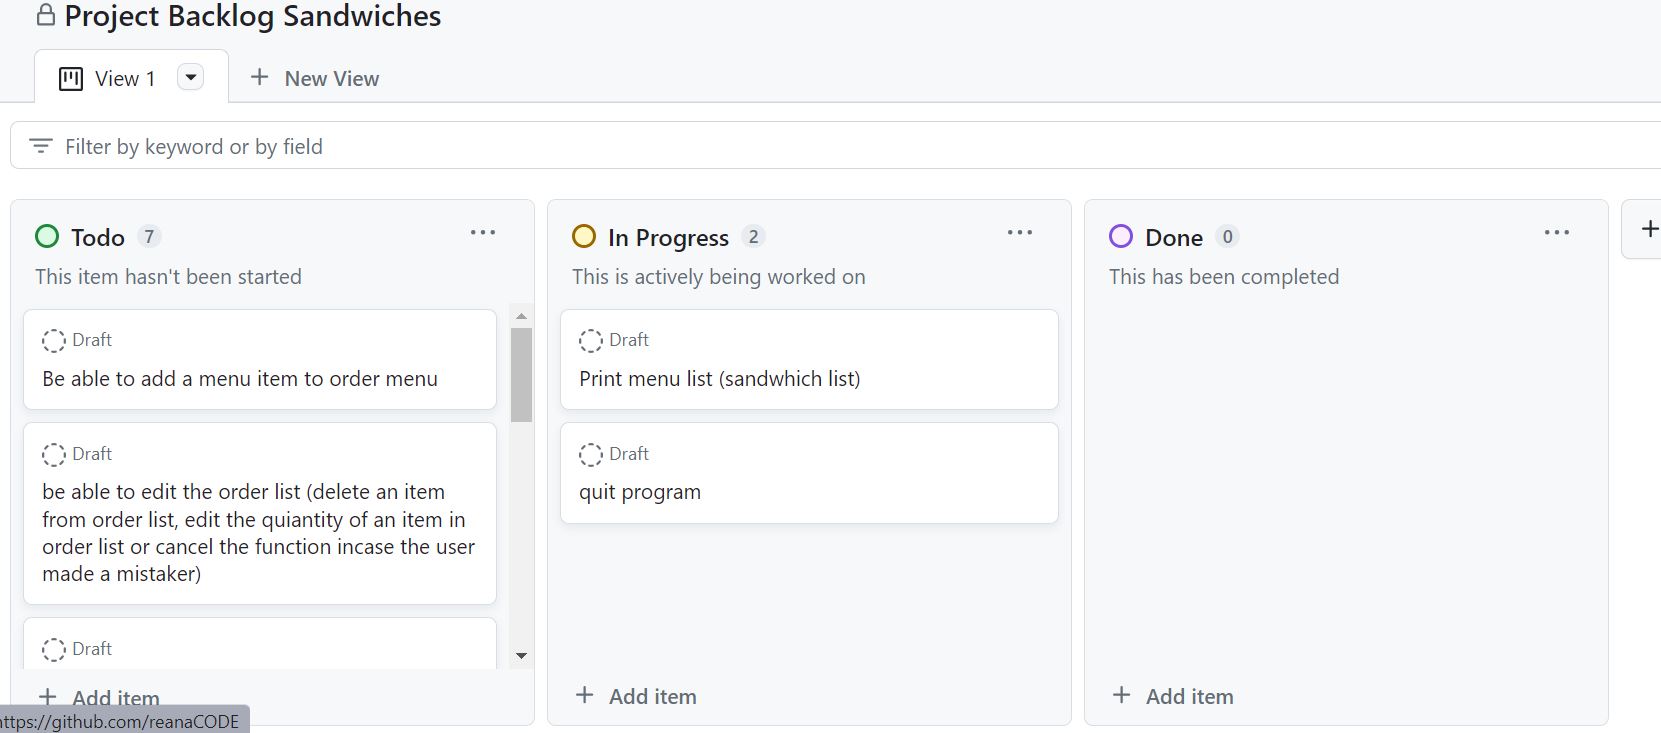 Project Backlog Sandwiches
View 1
New View
Filter by keyword or by field
Todo 7
This item hasn't been started
Draft
Be able to add a menu item to order menu
Draft
be able to edit the order list (delete an item
from order list, edit the quiantity of an item in
order list or cancel the function incase the user
made a mistaker)
Draft
Add item
In Progress 2
This is actively being worked on
Draft
Print menu list (sandwhich list)
Draft
quit program
Add item
Done 0
This has been completed
Add item
https://github.com/reanaCODE